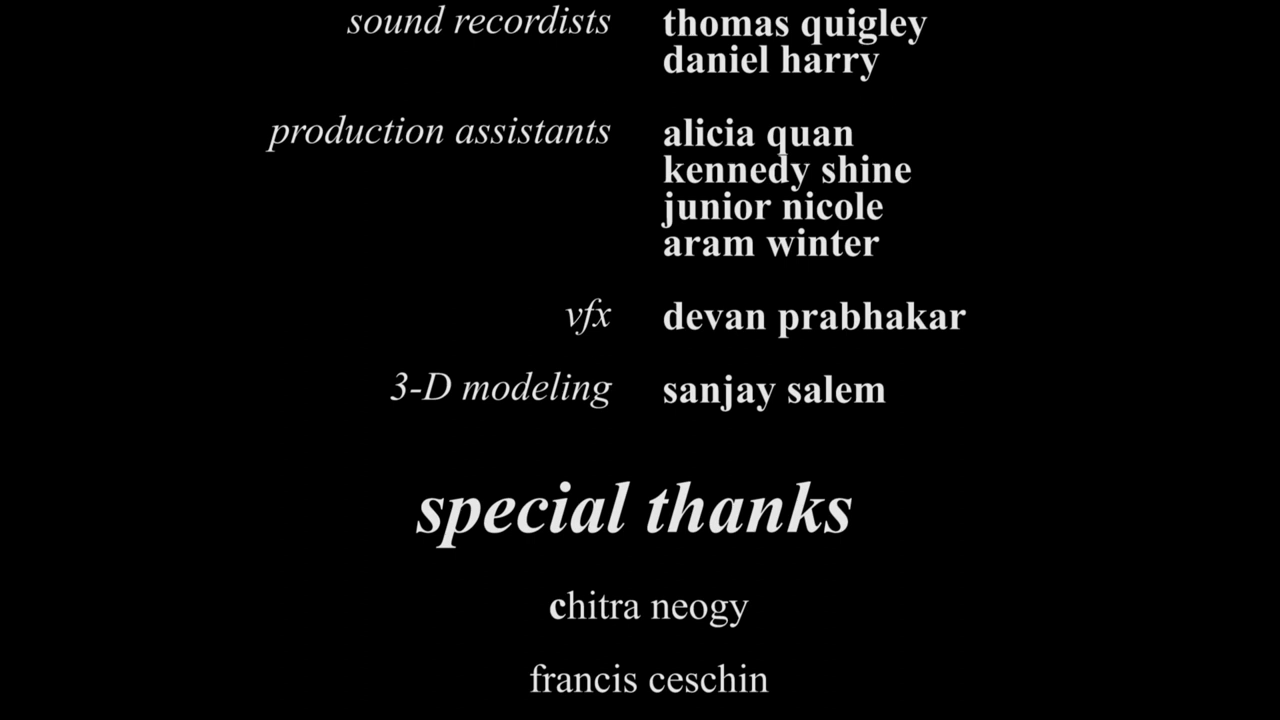 sound recordists thomas quigley
daniel harry
production assistants alicia quan
kennedy shine
junior nicole
aram winter
vfx devan prabhakar
3-D modeling sanjay salem
special thanks
chitra neogy
francis ceschin